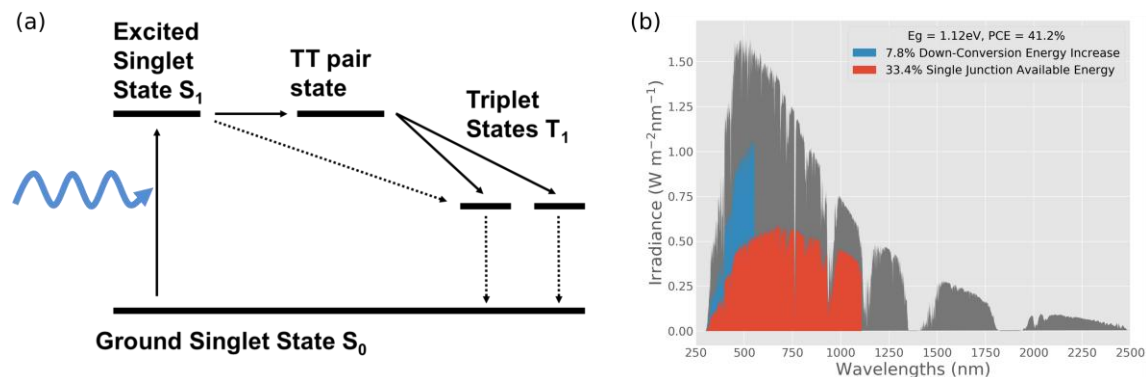 (a)
Excited
Singlet
State S₁
TT pair
state
Triplet
States T₁
Ground Singlet State S₀
(b)
Eg = 1.12eV, PCE = 41.2%
7.8% Down-Conversion Energy Increase
33.4% Single Junction Available Energy
Irradiance (W m⁻²nm⁻¹)
1.50
1.25
1.00
0.75
0.50
0.25
0.00
250 500 750 1000 1250 1500 1750 2000 2250 2500
Wavelengths (nm)